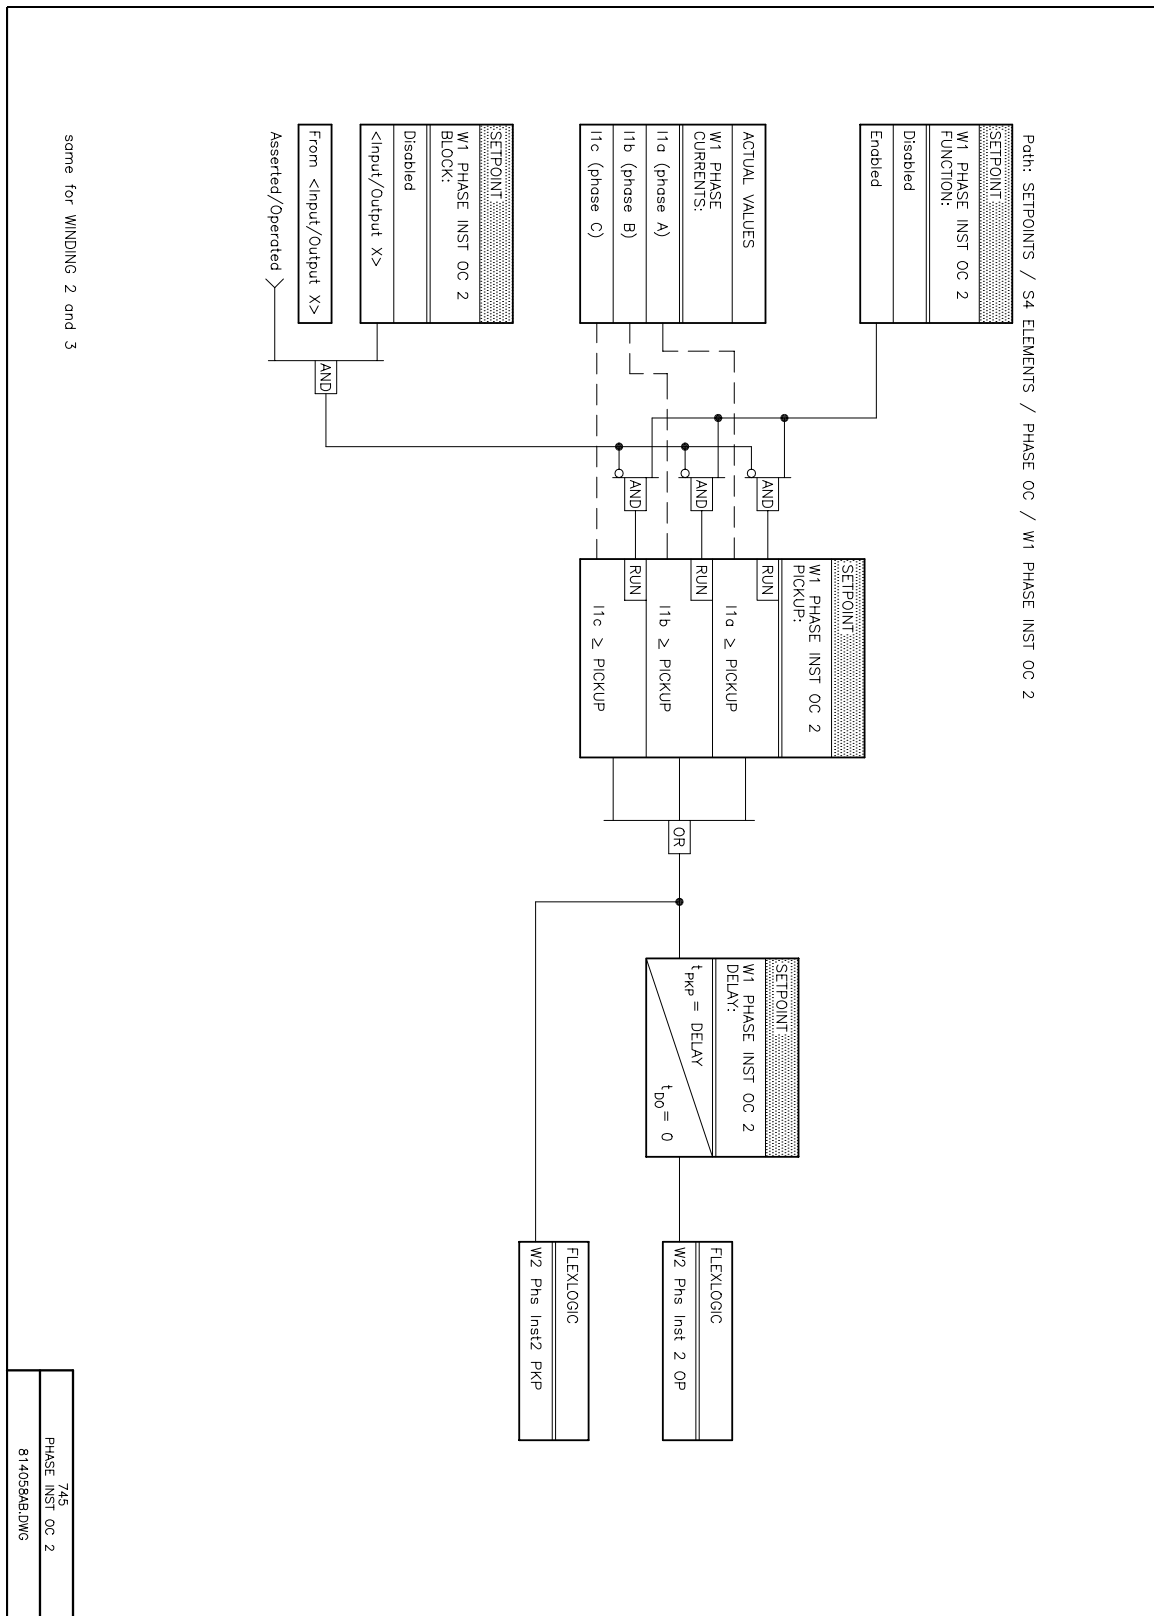 Path: SETPOINTS / S4 ELEMENTS / PHASE OC / W1 PHASE INST OC 2
SETPOINT
W1 PHASE INST OC 2
FUNCTION:
Disabled
Enabled
ACTUAL VALUES
W1 PHASE
CURRENTS:
I1a (phase A)
I1b (phase B)
I1c (phase C)
SETPOINT
W1 PHASE INST OC 2
BLOCK:
Disabled
<Input/Output X>
From <Input/Output X>
Asserted/Operated
AND
AND
AND
AND
SETPOINT
W1 PHASE INST OC 2
PICKUP:
RUN
I1a ≥ PICKUP
RUN
I1b ≥ PICKUP
RUN
I1c ≥ PICKUP
OR
SETPOINT
W1 PHASE INST OC 2
DELAY:
tPKP = DELAY
tDO = 0
FLEXLOGIC
W2 Phs Inst 2 OP
FLEXLOGIC
W2 Phs Inst2 PKP
same for WINDING 2 and 3
745
PHASE INST OC 2
814058AB.DWG